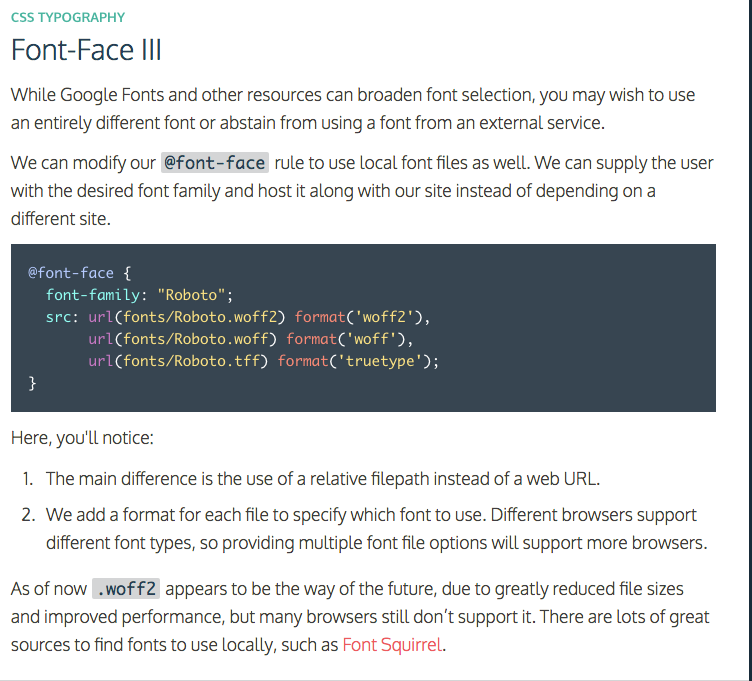 CSS TYPOGRAPHY
Font-Face III
While Google Fonts and other resources can broaden font selection, you may wish to use
an entirely different font or abstain from using a font from an external service.
We can modify our @font-face rule to use local font files as well. We can supply the user
with the desired font family and host it along with our site instead of depending on a
different site.
@font-face {
  font-family: "Roboto";
  src: url(fonts/Roboto.woff2) format('woff2'),
       url(fonts/Roboto.woff) format('woff'),
       url(fonts/Roboto.tff) format('truetype');
}
Here, you'll notice:
1. The main difference is the use of a relative filepath instead of a web URL.
2. We add a format for each file to specify which font to use. Different browsers support
different font types, so providing multiple font file options will support more browsers.
As of now .woff2 appears to be the way of the future, due to greatly reduced file sizes
and improved performance, but many browsers still don’t support it. There are lots of great
sources to find fonts to use locally, such as Font Squirrel.